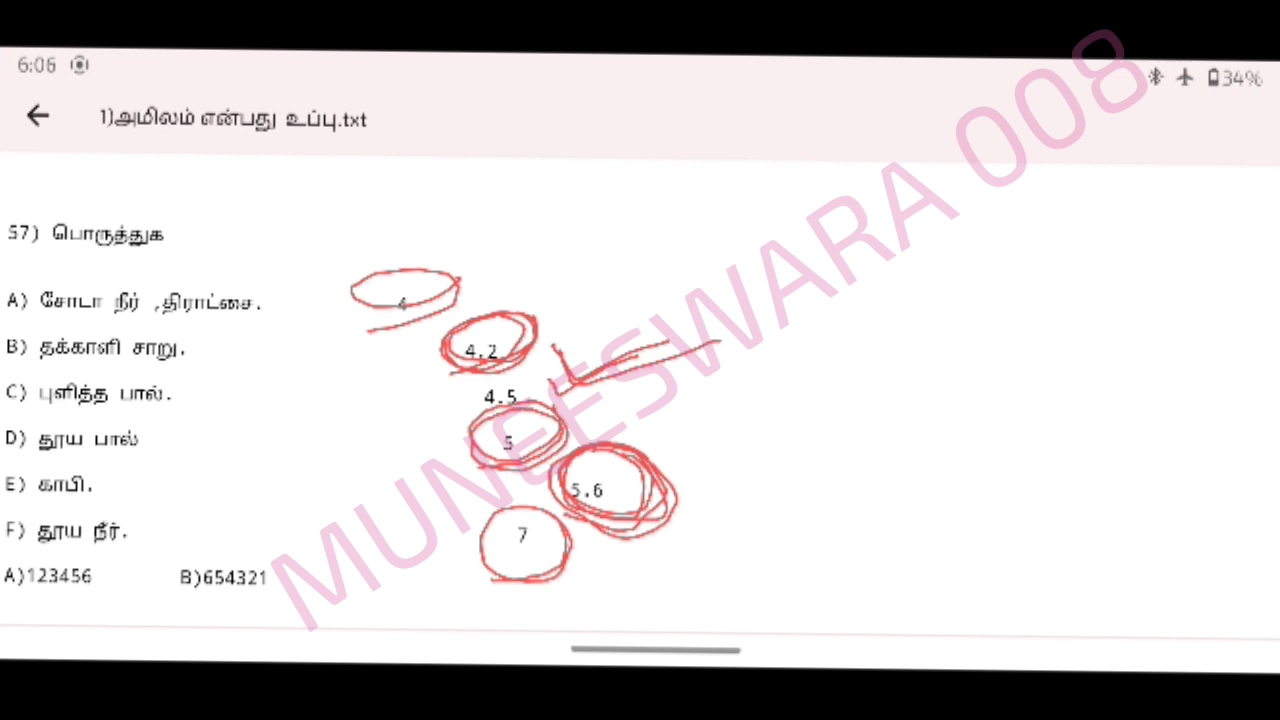 6:06 34%
1)அமிலம் என்பது உப்பு.txt
57) பொருத்துக
A) சோடா நீர் ,திராட்சை. 4
B) தக்காளி சாறு. 4.2
C) புளித்த பால். 4.5
D) தூய பால் 5
E) காபி. 5.6
F) தூய நீர். 7
A)123456 B)654321
MUNEESWARA 008